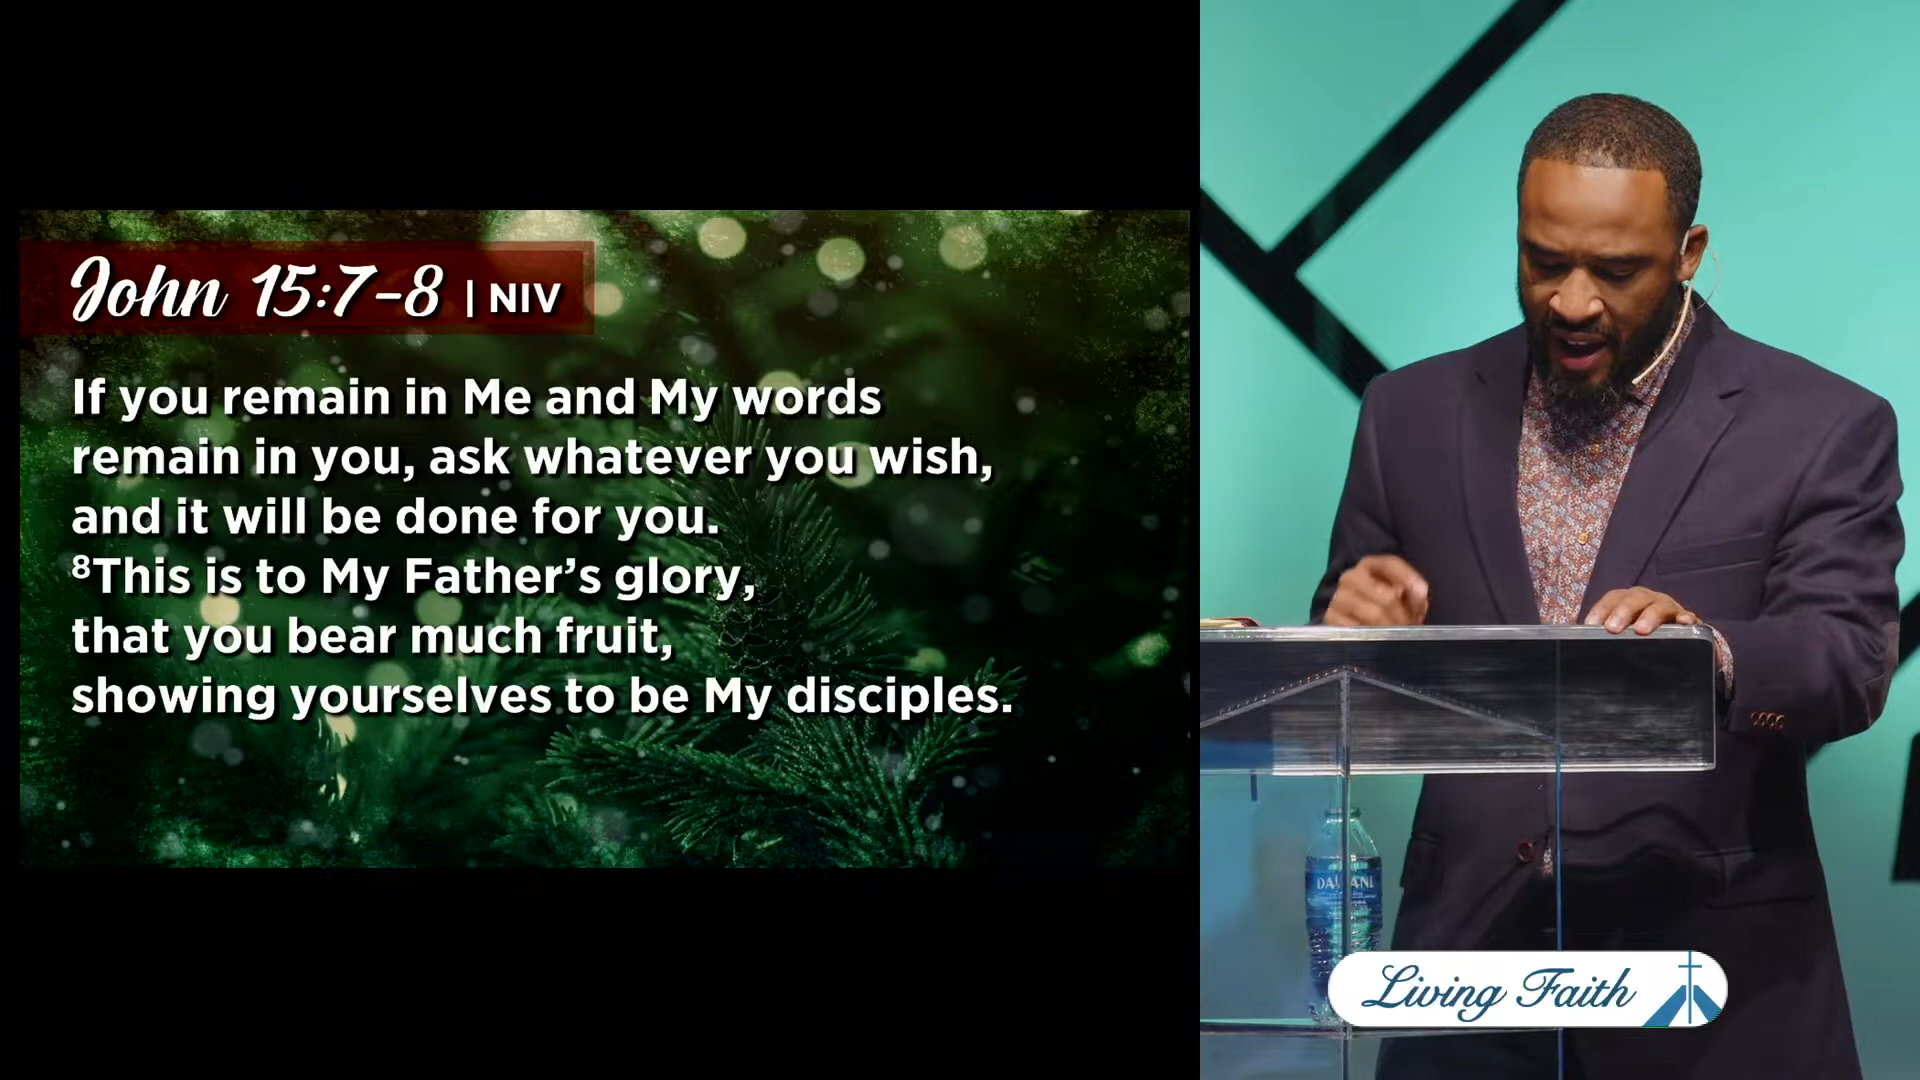 John 15:7-8 | NIV
If you remain in Me and My words
remain in you, ask whatever you wish,
and it will be done for you.
⁸This is to My Father’s glory,
that you bear much fruit,
showing yourselves to be My disciples.
DASANI
Living Faith